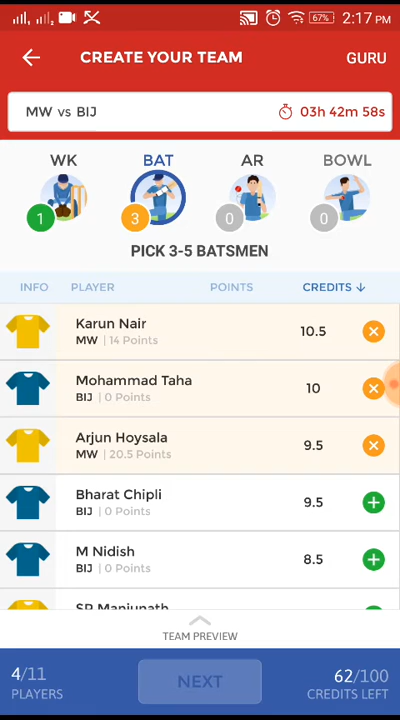 67% 2:17 PM
CREATE YOUR TEAM GURU
MW vs BIJ 03h 42m 58s
WK BAT AR BOWL
1 3 0 0
PICK 3-5 BATSMEN
INFO PLAYER POINTS CREDITS ↓
Karun Nair
MW | 14 Points
10.5
Mohammad Taha
BIJ | 0 Points
10
Arjun Hoysala
MW | 20.5 Points
9.5
Bharat Chipli
BIJ | 0 Points
9.5
M Nidish
BIJ | 0 Points
8.5
SP Manjunath
TEAM PREVIEW
4/11
PLAYERS
NEXT
62/100
CREDITS LEFT